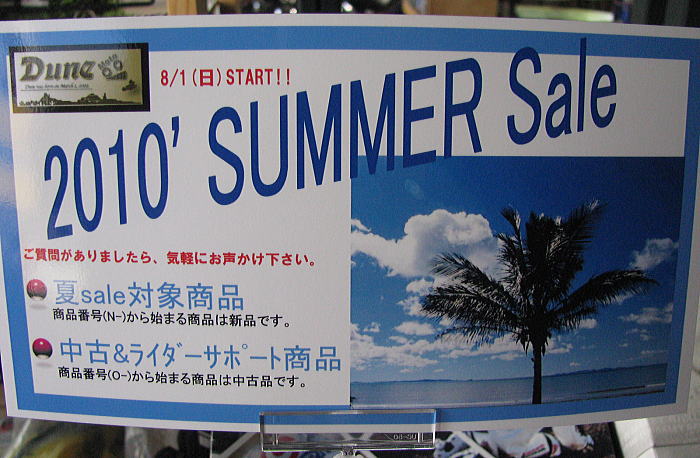 Dune Moto
8/1(日)START!!
2010' SUMMER Sale
ご質問がありましたら、気軽にお声かけ下さい。
夏sale対象商品
商品番号(N-)から始まる商品は新品です。
中古&ライダーサポート商品
商品番号(O-)から始まる商品は中古品です。